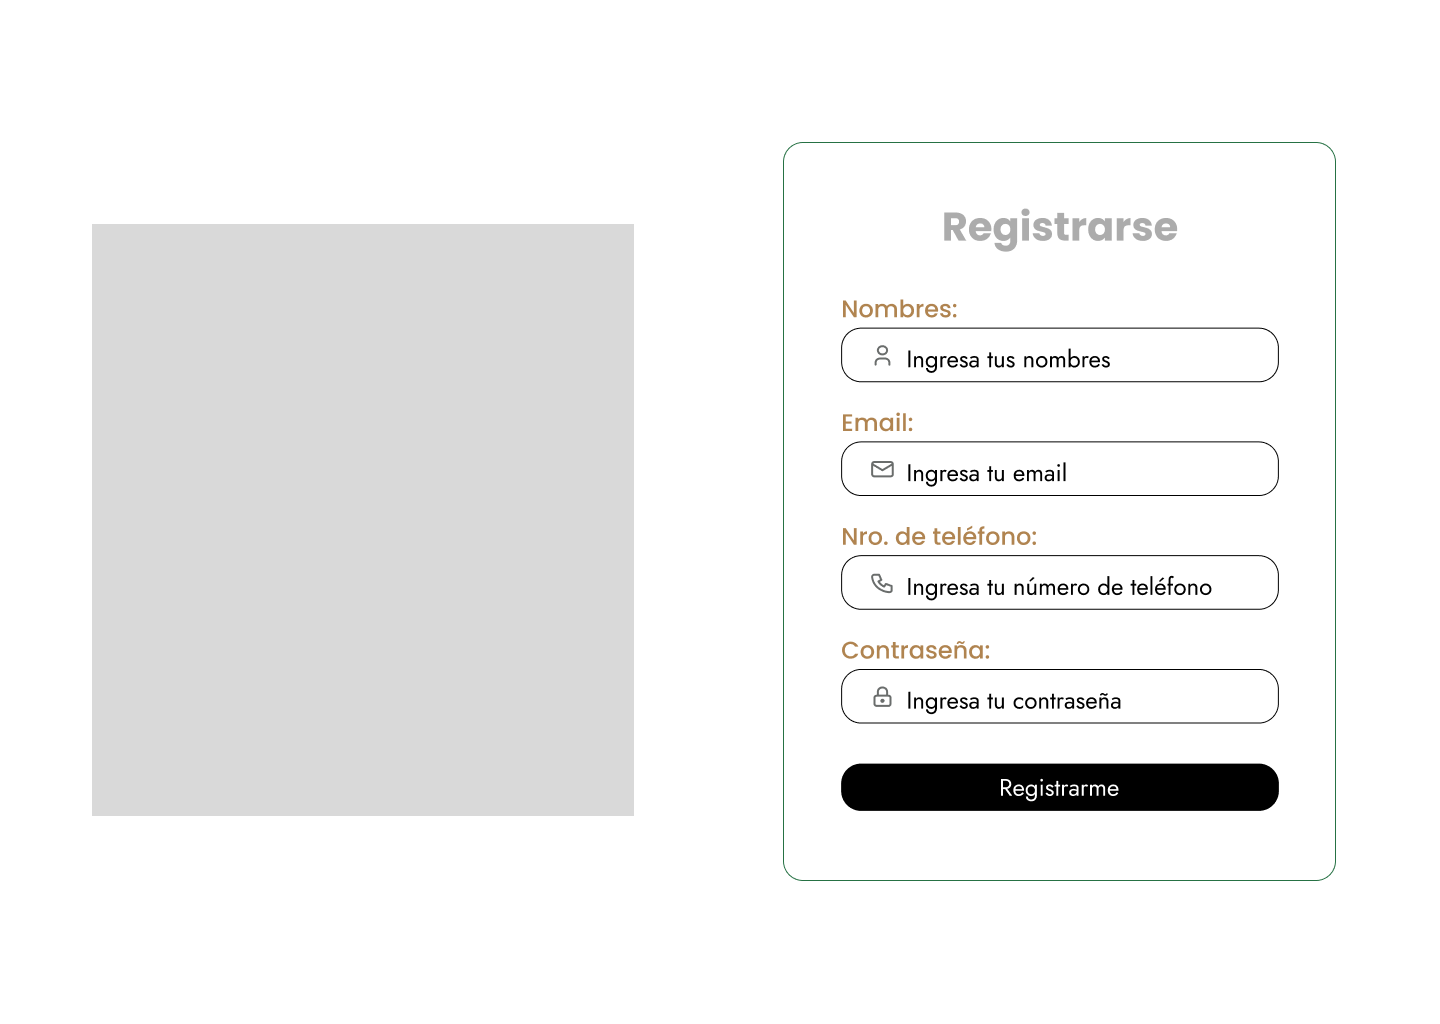 Registrarse
Nombres:
Ingresa tus nombres
Email:
Ingresa tu email
Nro. de teléfono:
Ingresa tu número de teléfono
Contraseña:
Ingresa tu contraseña
Registrarme